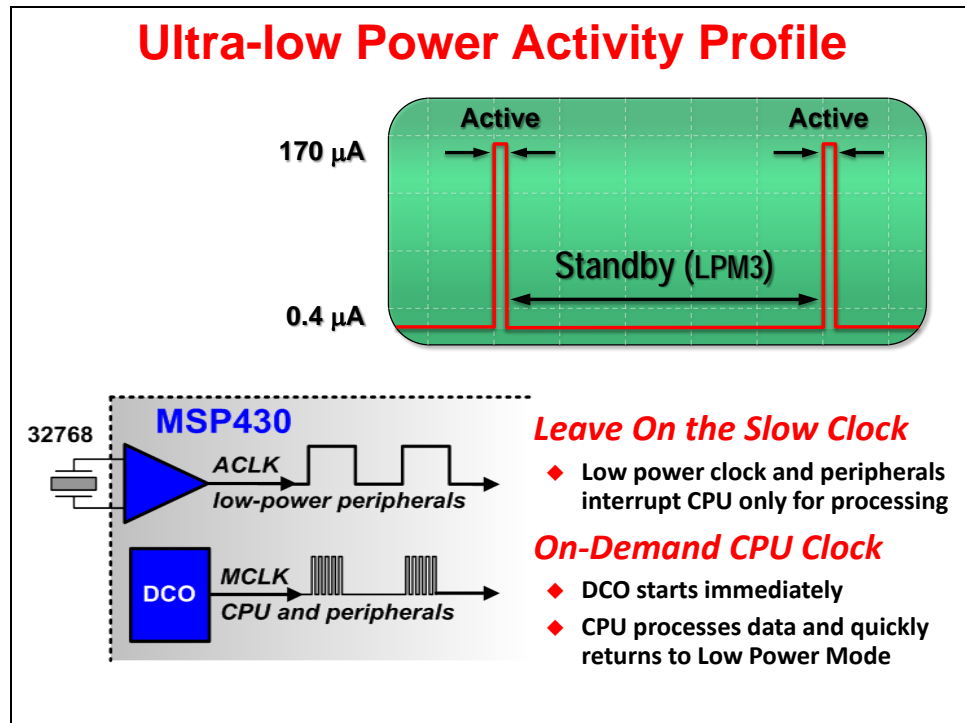 Ultra-low Power Activity Profile
Active
Active
170 µA
Standby (LPM3)
0.4 µA
MSP430
32768
ACLK
low-power peripherals
DCO
MCLK
CPU and peripherals
Leave On the Slow Clock
◆ Low power clock and peripherals
interrupt CPU only for processing
On-Demand CPU Clock
◆ DCO starts immediately
◆ CPU processes data and quickly
returns to Low Power Mode